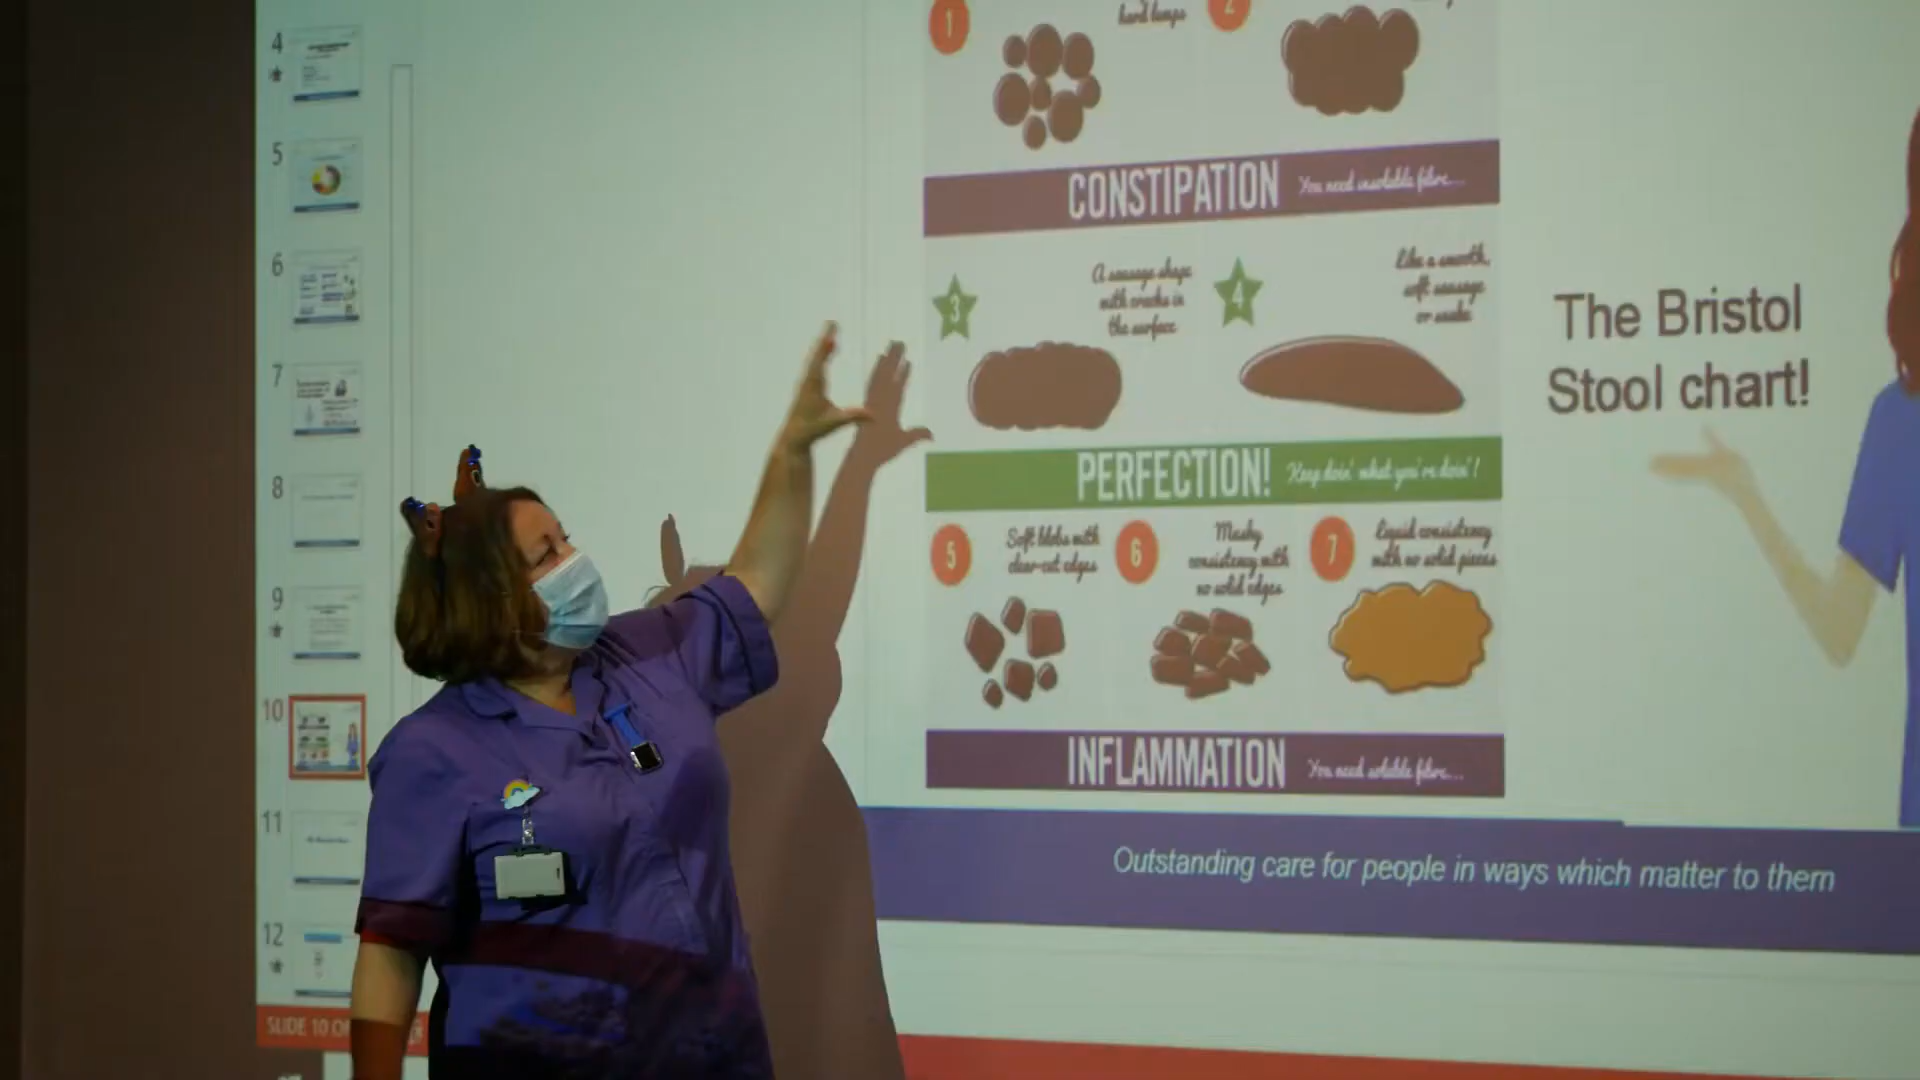 4
5
6
7
8
9
10
11
12
SLIDE 10 O
1
hard lumps
2
CONSTIPATION You need insoluble fibre...
3
A sausage shape
with cracks in
the surface
4
Like a smooth,
soft sausage
or snake
PERFECTION! Keep doin' what you're doin'!
5
Soft blobs with
clear-cut edges
6
Mushy
consistency with
no solid edges
7
Liquid consistency
with no solid pieces
INFLAMMATION You need soluble fibre...
The Bristol
Stool chart!
Outstanding care for people in ways which matter to them